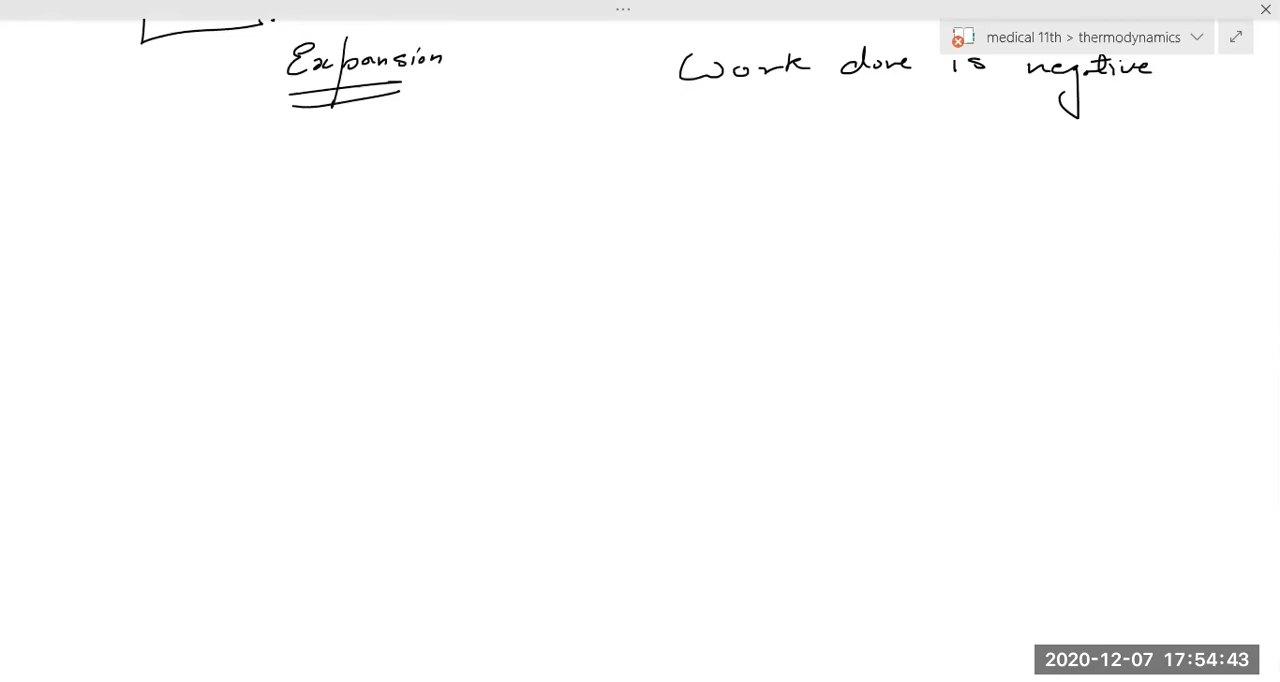 medical 11th > thermodynamics
Expansion Work done is negative
2020-12-07 17:54:43